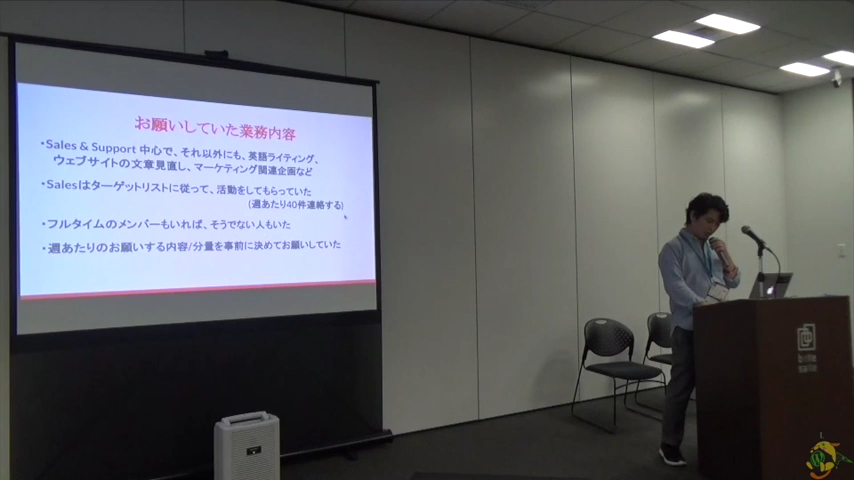 お願いしていた業務内容
・Sales & Support 中心で、それ以外にも、英語ライティング、
ウェブサイトの文章見直し、マーケティング関連企画など
・Salesはターゲットリストに従って、活動をしてもらっていた
(週あたり40件連絡する)
・フルタイムのメンバーもいれば、そうでない人もいた
・週あたりのお願いする内容/分量を事前に決めてお願いしていた